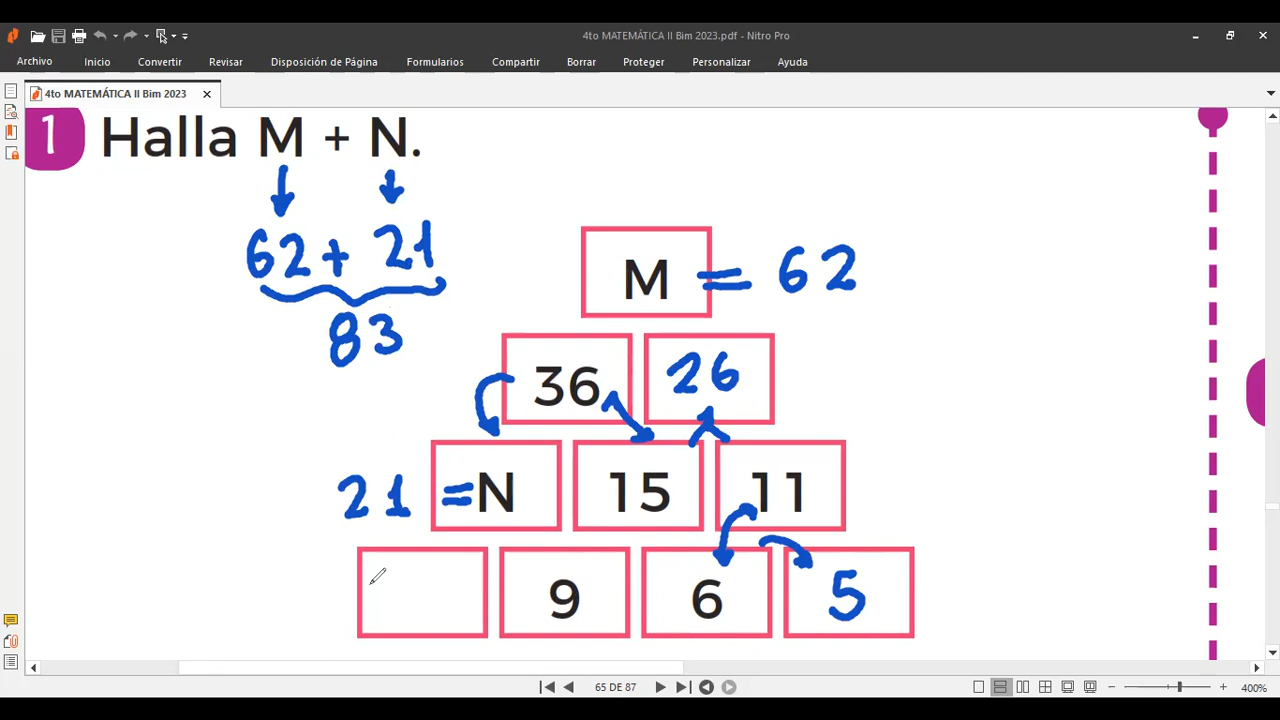 4to MATEMÁTICA II Bim 2023.pdf - Nitro Pro
Archivo Inicio Convertir Revisar Disposición de Página Formularios Compartir Borrar Proteger Personalizar Ayuda
4to MATEMÁTICA II Bim 2023
1 Halla M + N.
62 + 21
83
M = 62
36 26
21 = N 15 11
9 6 5
65 DE 87
400%